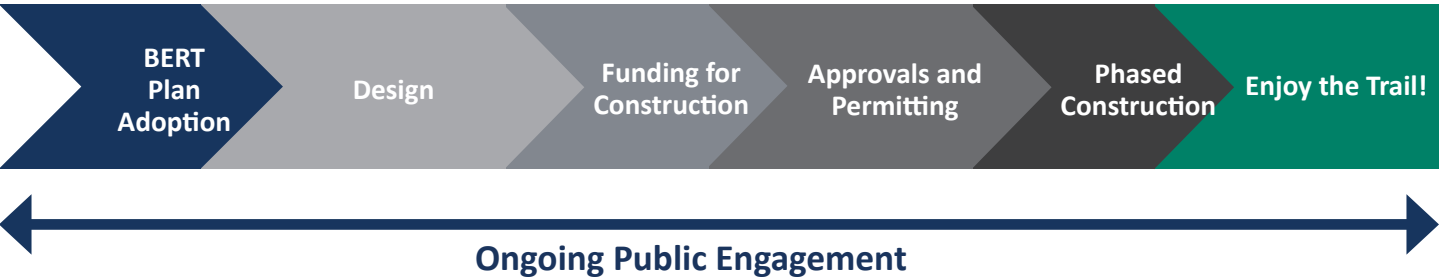 BERT
Plan
Adoption
Design
Funding for
Construction
Approvals and
Permitting
Phased
Construction
Enjoy the Trail!
Ongoing Public Engagement